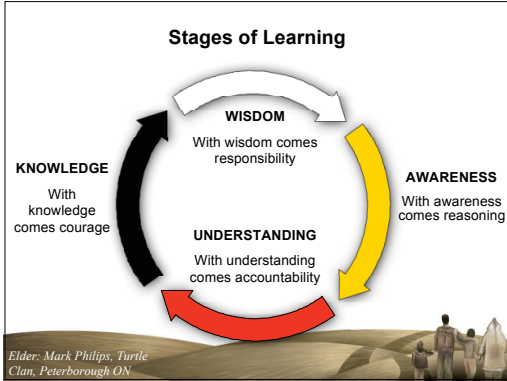 Stages of Learning
WISDOM
With wisdom comes
responsibility
AWARENESS
With awareness
comes reasoning
UNDERSTANDING
With understanding
comes accountability
KNOWLEDGE
With
knowledge
comes courage
Elder: Mark Philips, Turtle
Clan, Peterborough ON